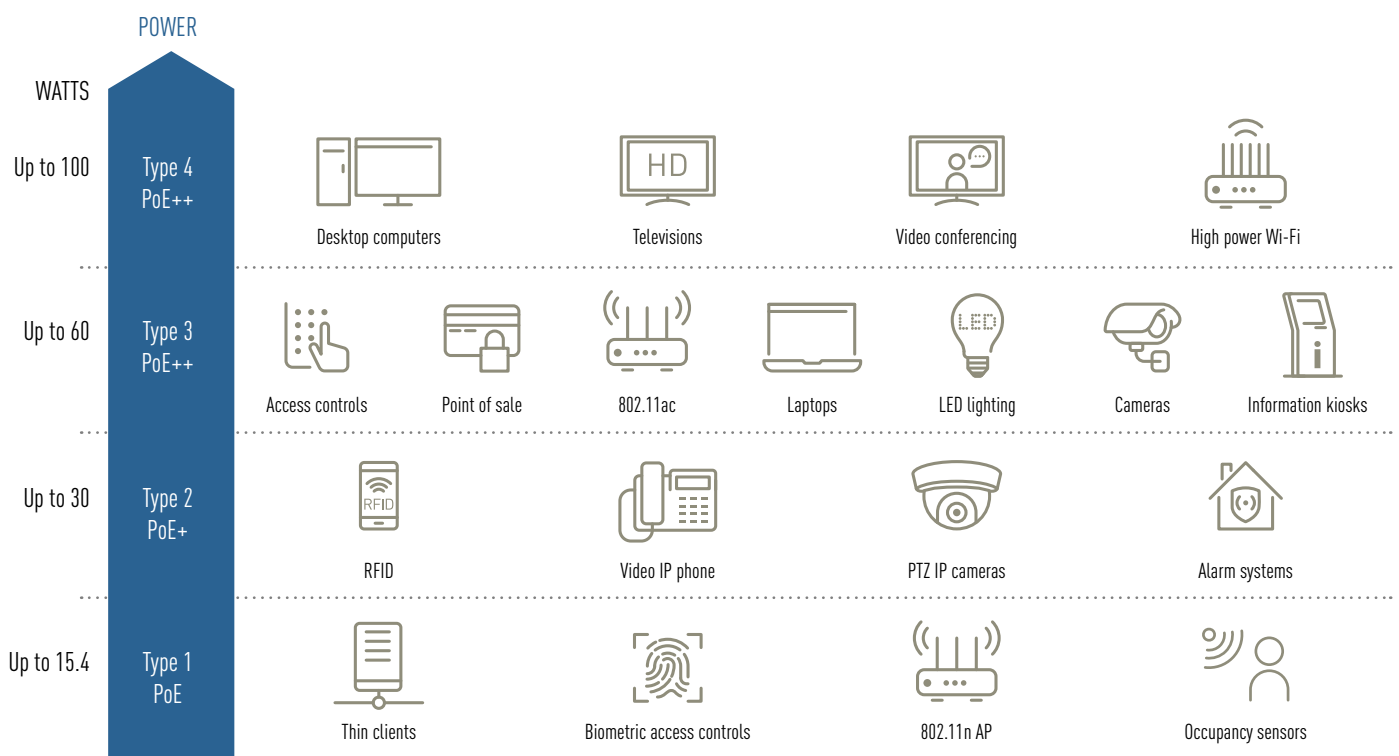 POWER
WATTS
Up to 100
Type 4
PoE++
HD
Desktop computers
Televisions
Video conferencing
High power Wi-Fi
Up to 60
Type 3
PoE++
LED
Access controls
Point of sale
802.11ac
Laptops
LED lighting
Cameras
Information kiosks
Up to 30
Type 2
PoE+
RFID
RFID
Video IP phone
PTZ IP cameras
Alarm systems
Up to 15.4
Type 1
PoE
Thin clients
Biometric access controls
802.11n AP
Occupancy sensors